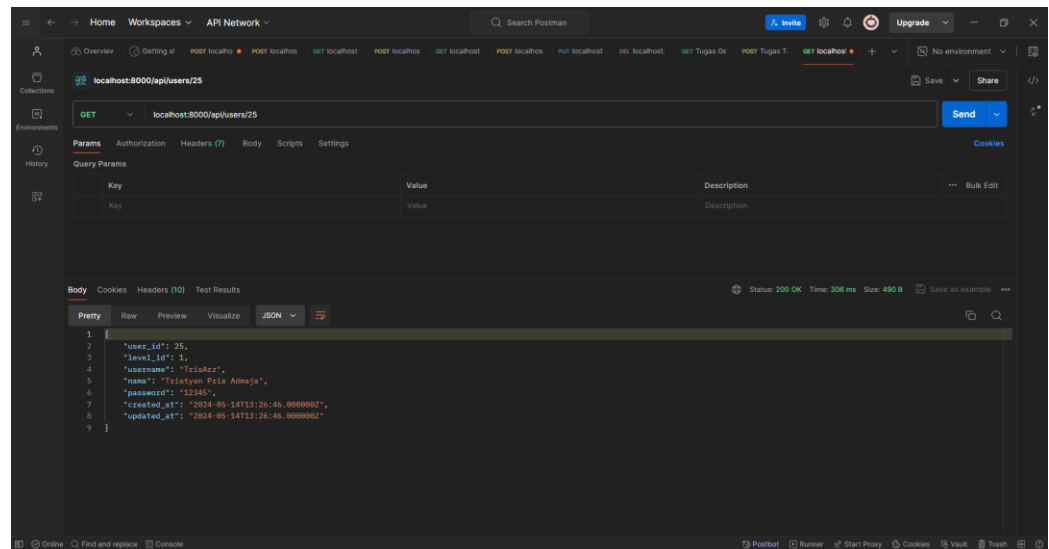 Home Workspaces API Network Search Postman Invite Upgrade
Overview Getting st POST localho POST localhos GET localhost POST localhos GET localhost POST localhos PUT localhost DEL localhost: GET Tugas Ge POST Tugas T GET localhos No environment
Collections
Environments
History
localhost:8000/api/users/25 Save Share
GET localhost:8000/api/users/25 Send
Params Authorization Headers (7) Body Scripts Settings Cookies
Query Params
Key Value Description Bulk Edit
Key Value Description
Body Cookies Headers (10) Test Results Status: 200 OK Time: 306 ms Size: 490 B Save as example
Pretty Raw Preview Visualize JSON
1 {
2 "user_id": 25,
3 "level_id": 1,
4 "username": "TrisArz",
5 "nama": "Tristyan Pria Admaja",
6 "password": "12345",
7 "created_at": "2024-05-14T13:26:46.000000Z",
8 "updated_at": "2024-05-14T13:26:46.000000Z"
9 }
Online Find and replace Console Postbot Runner Start Proxy Cookies Vault Trash